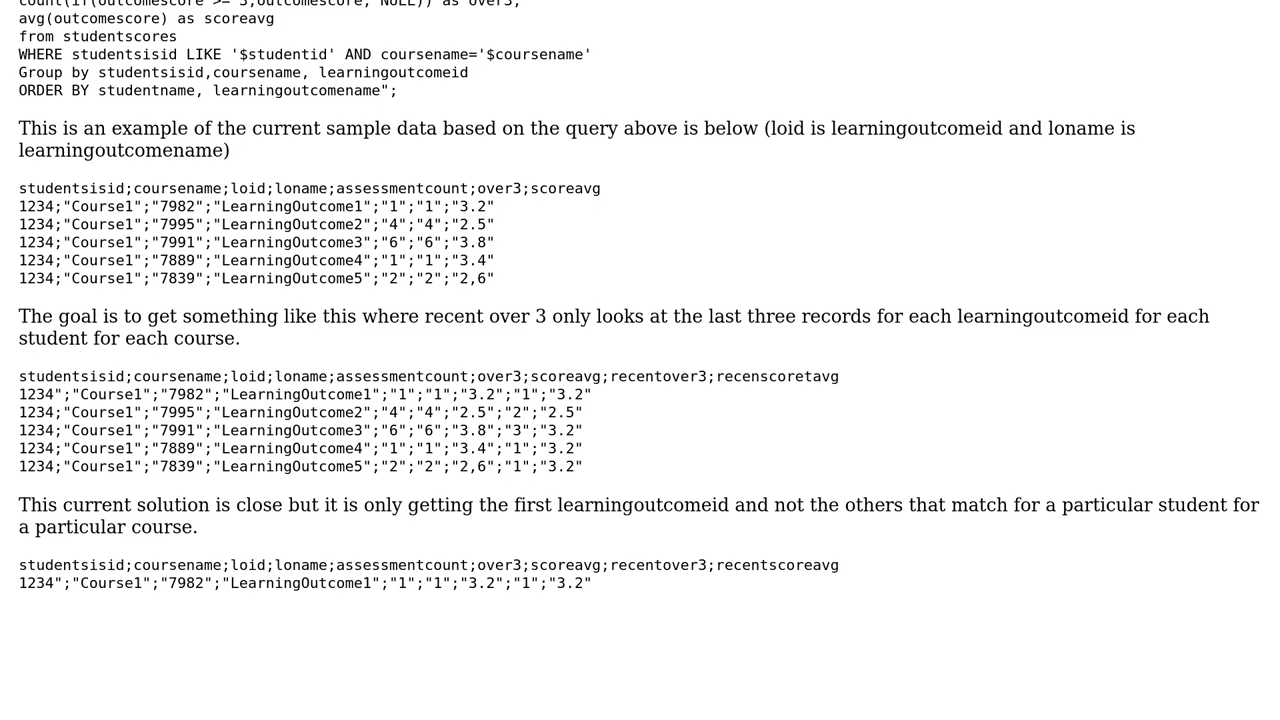 count(if(outcomescore >= 3,outcomescore, NULL)) as over3,
avg(outcomescore) as scoreavg
from studentscores
WHERE studentsisid LIKE '$studentid' AND coursename='$coursename'
Group by studentsisid,coursename, learningoutcomeid
ORDER BY studentname, learningoutcomename";
This is an example of the current sample data based on the query above is below (loid is learningoutcomeid and loname is
learningoutcomename)
studentsisid;coursename;loid;loname;assessmentcount;over3;scoreavg
1234;"Course1";"7982";"LearningOutcome1";"1";"1";"3.2"
1234;"Course1";"7995";"LearningOutcome2";"4";"4";"2.5"
1234;"Course1";"7991";"LearningOutcome3";"6";"6";"3.8"
1234;"Course1";"7889";"LearningOutcome4";"1";"1";"3.4"
1234;"Course1";"7839";"LearningOutcome5";"2";"2";"2,6"
The goal is to get something like this where recent over 3 only looks at the last three records for each learningoutcomeid for each
student for each course.
studentsisid;coursename;loid;loname;assessmentcount;over3;scoreavg;recentover3;recenscoretavg
1234";"Course1";"7982";"LearningOutcome1";"1";"1";"3.2";"1";"3.2"
1234;"Course1";"7995";"LearningOutcome2";"4";"4";"2.5";"2";"2.5"
1234;"Course1";"7991";"LearningOutcome3";"6";"6";"3.8";"3";"3.2"
1234;"Course1";"7889";"LearningOutcome4";"1";"1";"3.4";"1";"3.2"
1234;"Course1";"7839";"LearningOutcome5";"2";"2";"2,6";"1";"3.2"
This current solution is close but it is only getting the first learningoutcomeid and not the others that match for a particular student for
a particular course.
studentsisid;coursename;loid;loname;assessmentcount;over3;scoreavg;recentover3;recentscoreavg
1234";"Course1";"7982";"LearningOutcome1";"1";"1";"3.2";"1";"3.2"